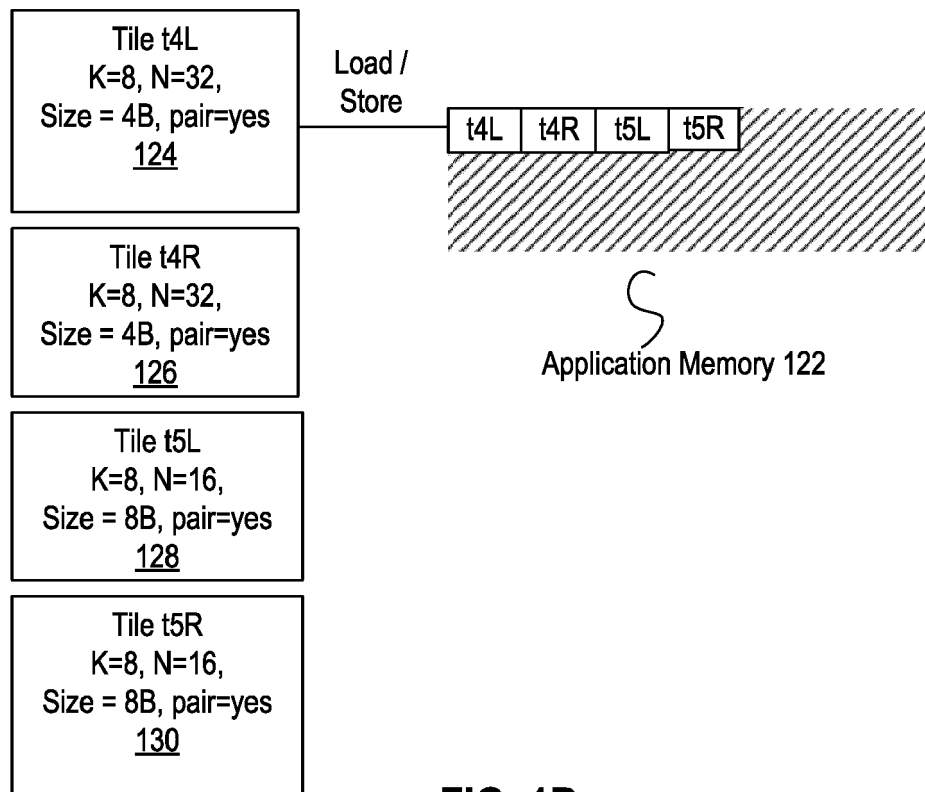 Tile t4L
K=8, N=32,
Size = 4B, pair=yes
124
Load /
Store
t4L t4R t5L t5R
Tile t4R
K=8, N=32,
Size = 4B, pair=yes
126
Application Memory 122
Tile t5L
K=8, N=16,
Size = 8B, pair=yes
128
Tile t5R
K=8, N=16,
Size = 8B, pair=yes
130